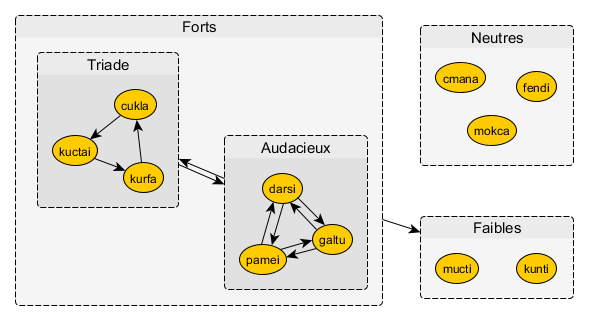 Forts
Triade
cukla
kuctai
kurfa
Audacieux
darsi
galtu
pamei
Neutres
cmana
fendi
mokca
Faibles
mucti
kunti